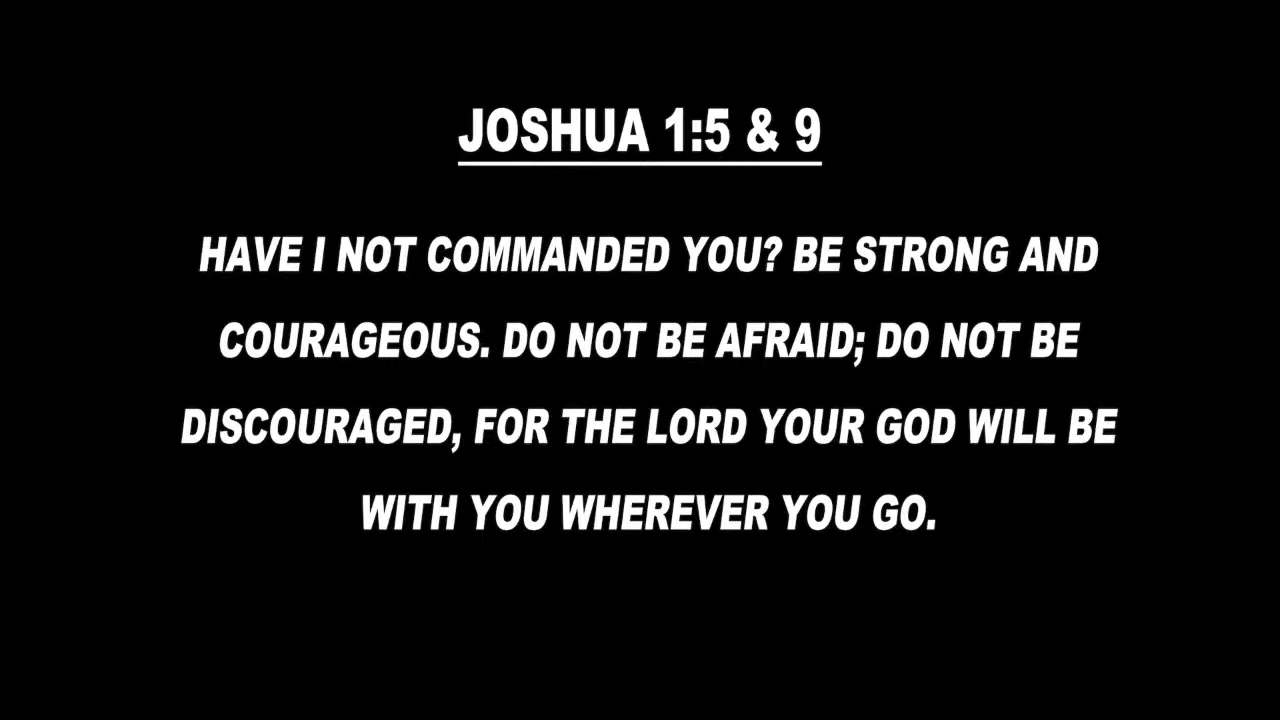 JOSHUA 1:5 & 9
HAVE I NOT COMMANDED YOU? BE STRONG AND
COURAGEOUS. DO NOT BE AFRAID; DO NOT BE
DISCOURAGED, FOR THE LORD YOUR GOD WILL BE
WITH YOU WHEREVER YOU GO.